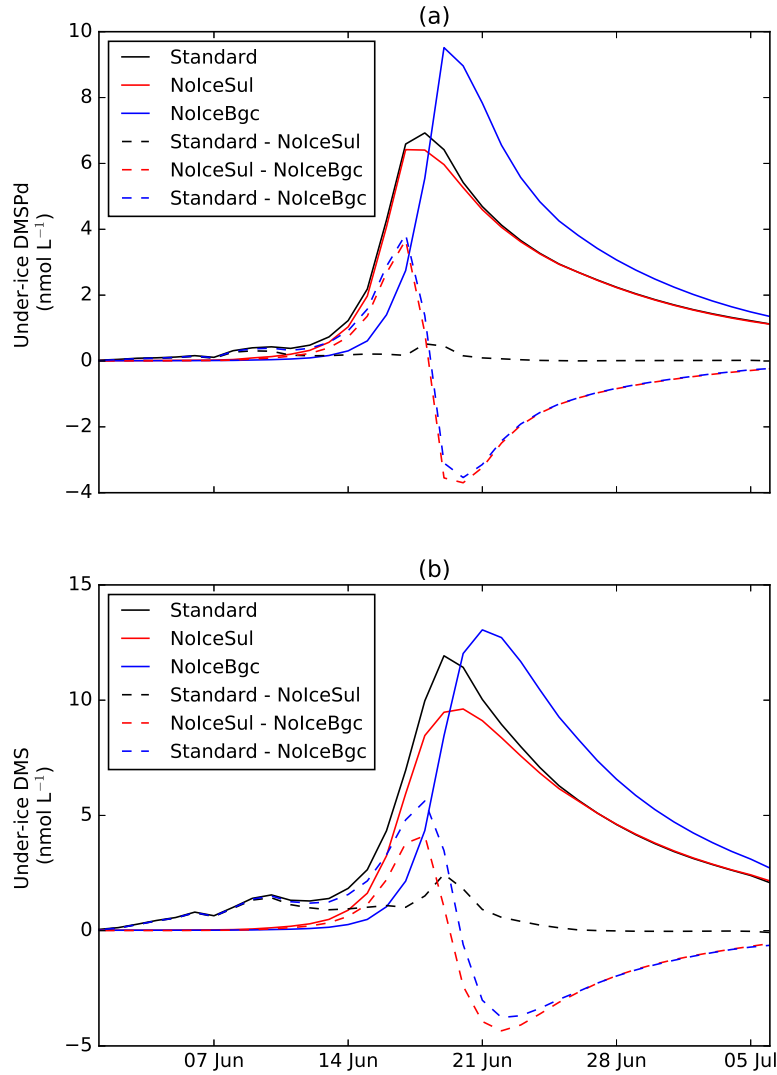 (a)
10
8
6
4
2
0
−2
−4
Under-ice DMSPd
(nmol L⁻¹)
Standard
NoIceSul
NoIceBgc
Standard - NoIceSul
NoIceSul - NoIceBgc
Standard - NoIceBgc
(b)
15
10
5
0
−5
Under-ice DMS
(nmol L⁻¹)
Standard
NoIceSul
NoIceBgc
Standard - NoIceSul
NoIceSul - NoIceBgc
Standard - NoIceBgc
07 Jun 14 Jun 21 Jun 28 Jun 05 Jul